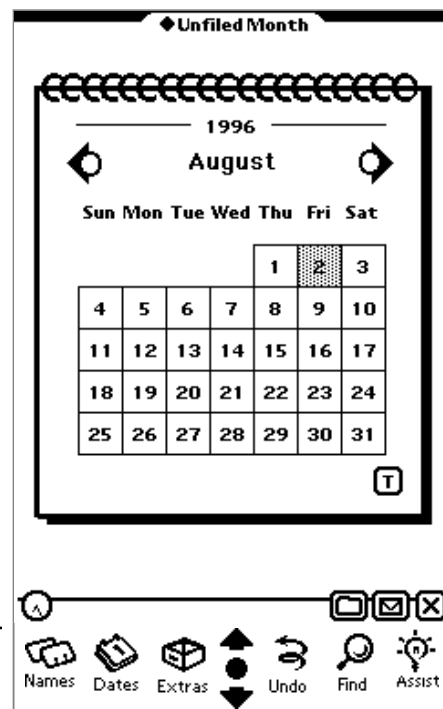 ◆Unfiled Month
1996
August
Sun Mon Tue Wed Thu Fri Sat
1 2 3
4 5 6 7 8 9 10
11 12 13 14 15 16 17
18 19 20 21 22 23 24
25 26 27 28 29 30 31
T
Names Dates Extras Undo Find Assist